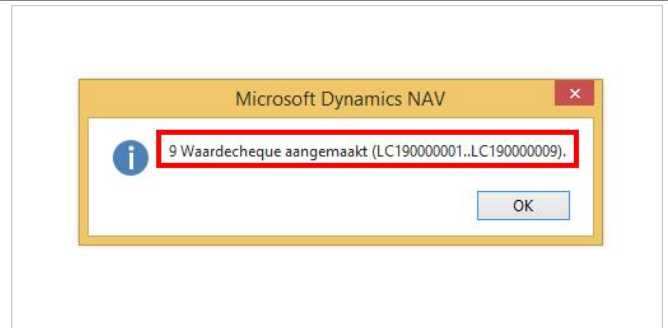 Microsoft Dynamics NAV
9 Waardecheque aangemaakt (LC190000001..LC190000009).
OK